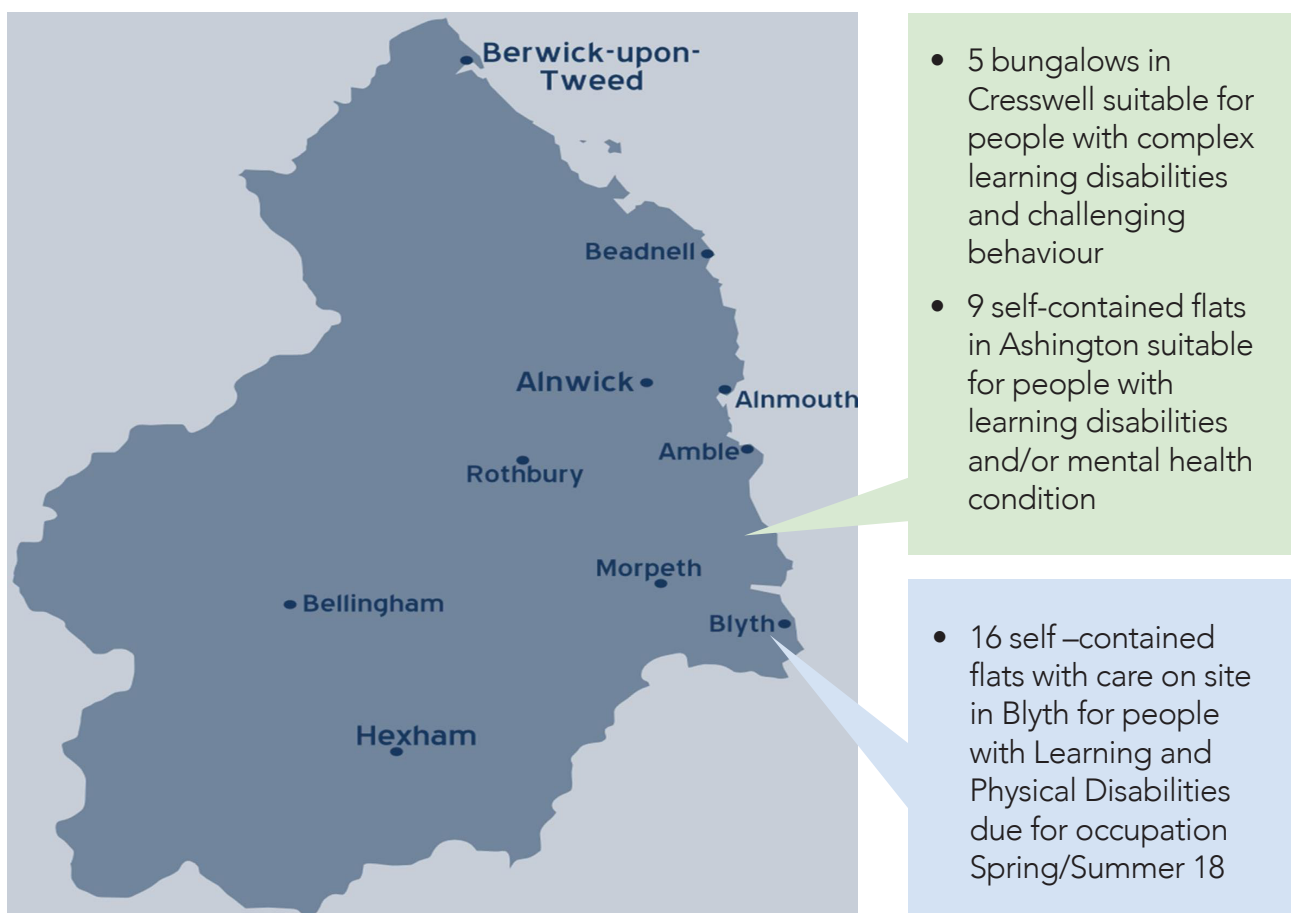 Berwick-upon-
Tweed
Beadnell
Alnwick
Alnmouth
Amble
Rothbury
Morpeth
Bellingham
Blyth
Hexham
• 5 bungalows in
Cresswell suitable for
people with complex
learning disabilities
and challenging
behaviour
• 9 self-contained flats
in Ashington suitable
for people with
learning disabilities
and/or mental health
condition
• 16 self –contained
flats with care on site
in Blyth for people
with Learning and
Physical Disabilities
due for occupation
Spring/Summer 18